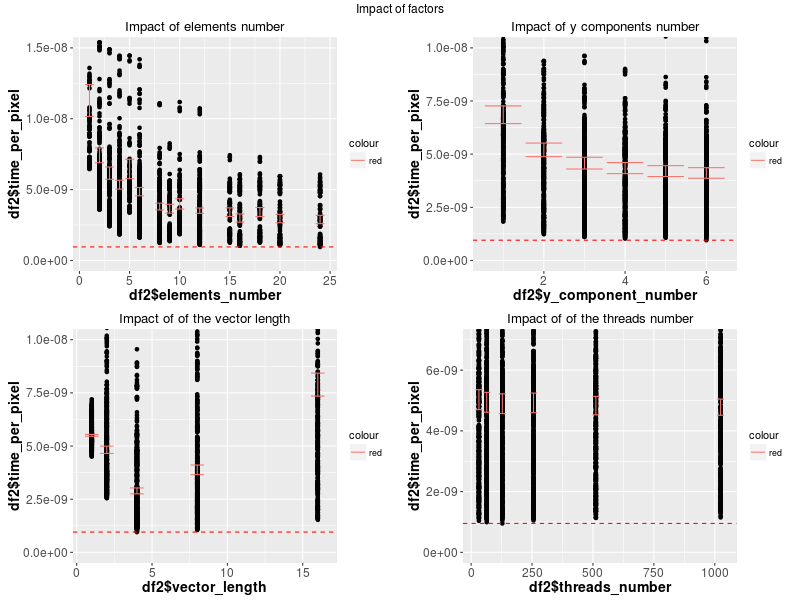 Impact of factors
Impact of elements number
1.5e-08
1.0e-08
5.0e-09
0.0e+00
df2$time_per_pixel
0 5 10 15 20 25
df2$elements_number
colour
red
Impact of y components number
1.0e-08
7.5e-09
5.0e-09
2.5e-09
0.0e+00
df2$time_per_pixel
2 4 6
df2$y_component_number
colour
red
Impact of of the vector length
1.0e-08
7.5e-09
5.0e-09
2.5e-09
0.0e+00
df2$time_per_pixel
0 5 10 15
df2$vector_length
colour
red
Impact of of the threads number
6e-09
4e-09
2e-09
0e+00
df2$time_per_pixel
0 250 500 750 1000
df2$threads_number
colour
red